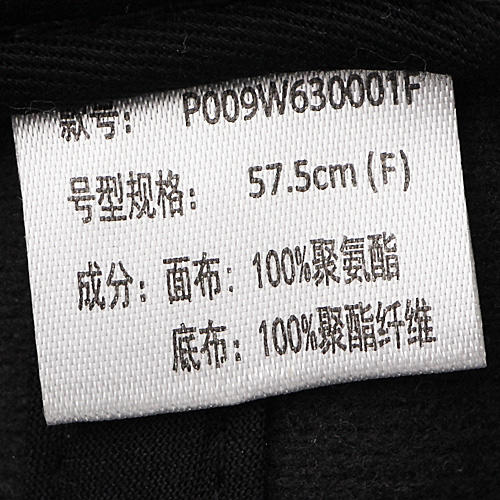 款号： P009W630001F
号型规格： 57.5cm (F)
成分：面布：100%聚氨酯
底布：100%聚酯纤维